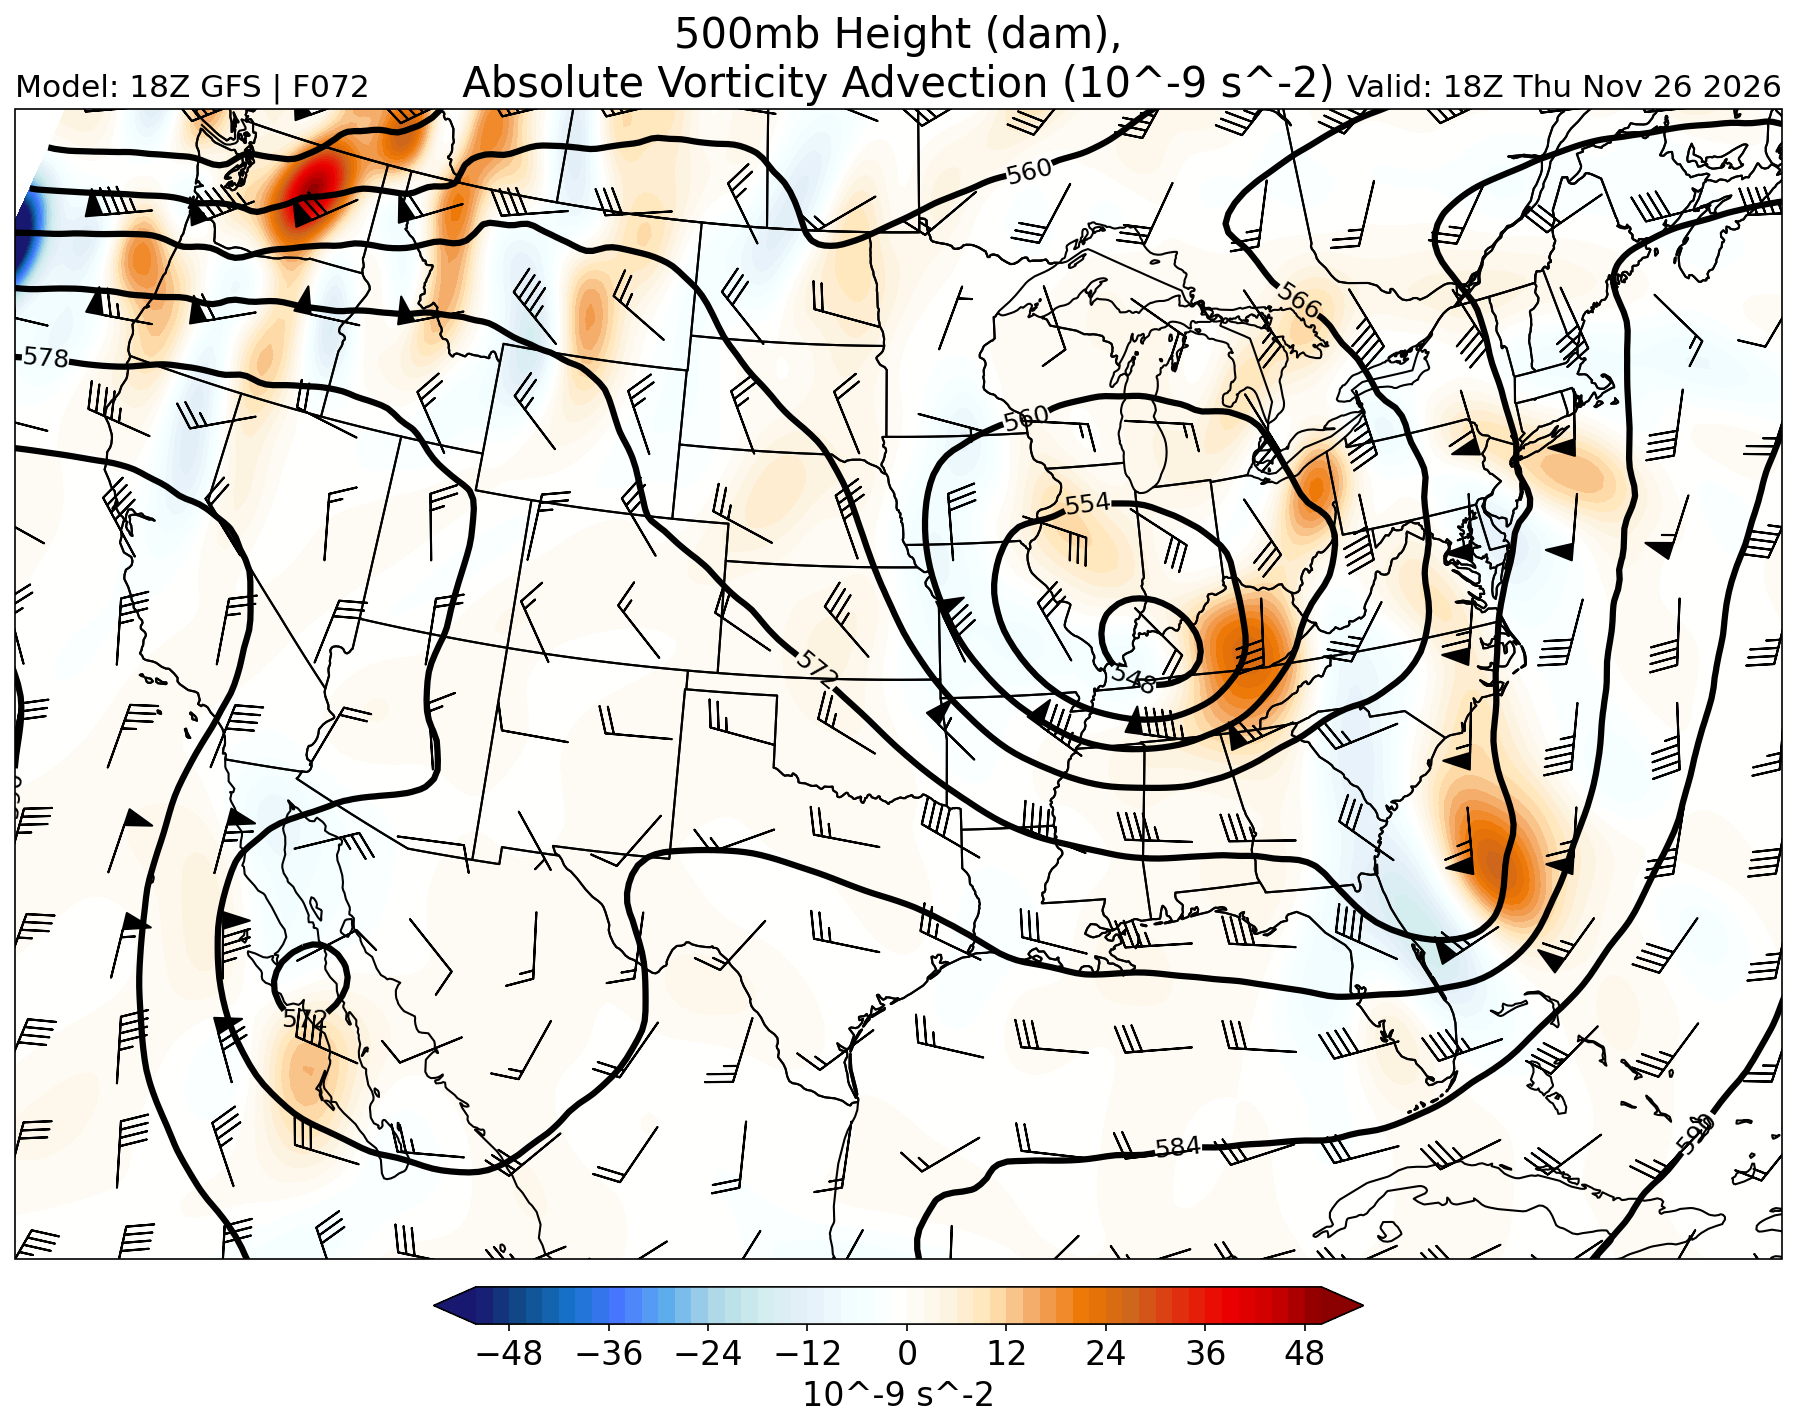 500mb Height (dam),
Model: 18Z GFS | F072
Absolute Vorticity Advection (10^-9 s^-2)
Valid: 18Z Thu Nov 26 2026
560
566
578
560
554
572
548
572
584
590
−48 −36 −24 −12 0 12 24 36 48
10^-9 s^-2